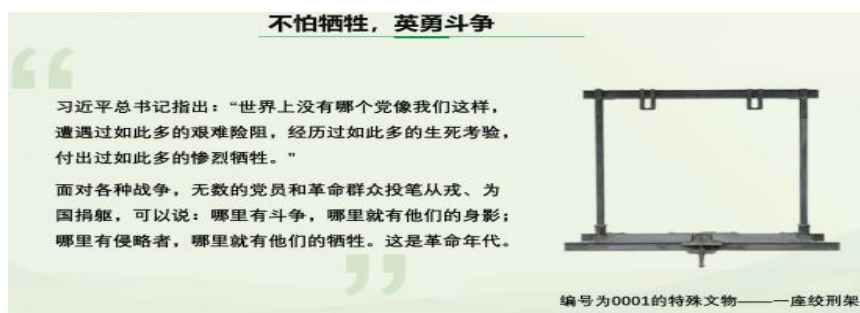 不怕牺牲，英勇斗争
习近平总书记指出：“世界上没有哪个党像我们这样，
遭遇过如此多的艰难险阻，经历过如此多的生死考验，
付出过如此多的惨烈牺牲。”
面对各种战争，无数的党员和革命群众投笔从戎、为
国捐躯，可以说：哪里有斗争，哪里就有他们的身影；
哪里有侵略者，哪里就有他们的牺牲。这是革命年代。
编号为0001的特殊文物——一座绞刑架